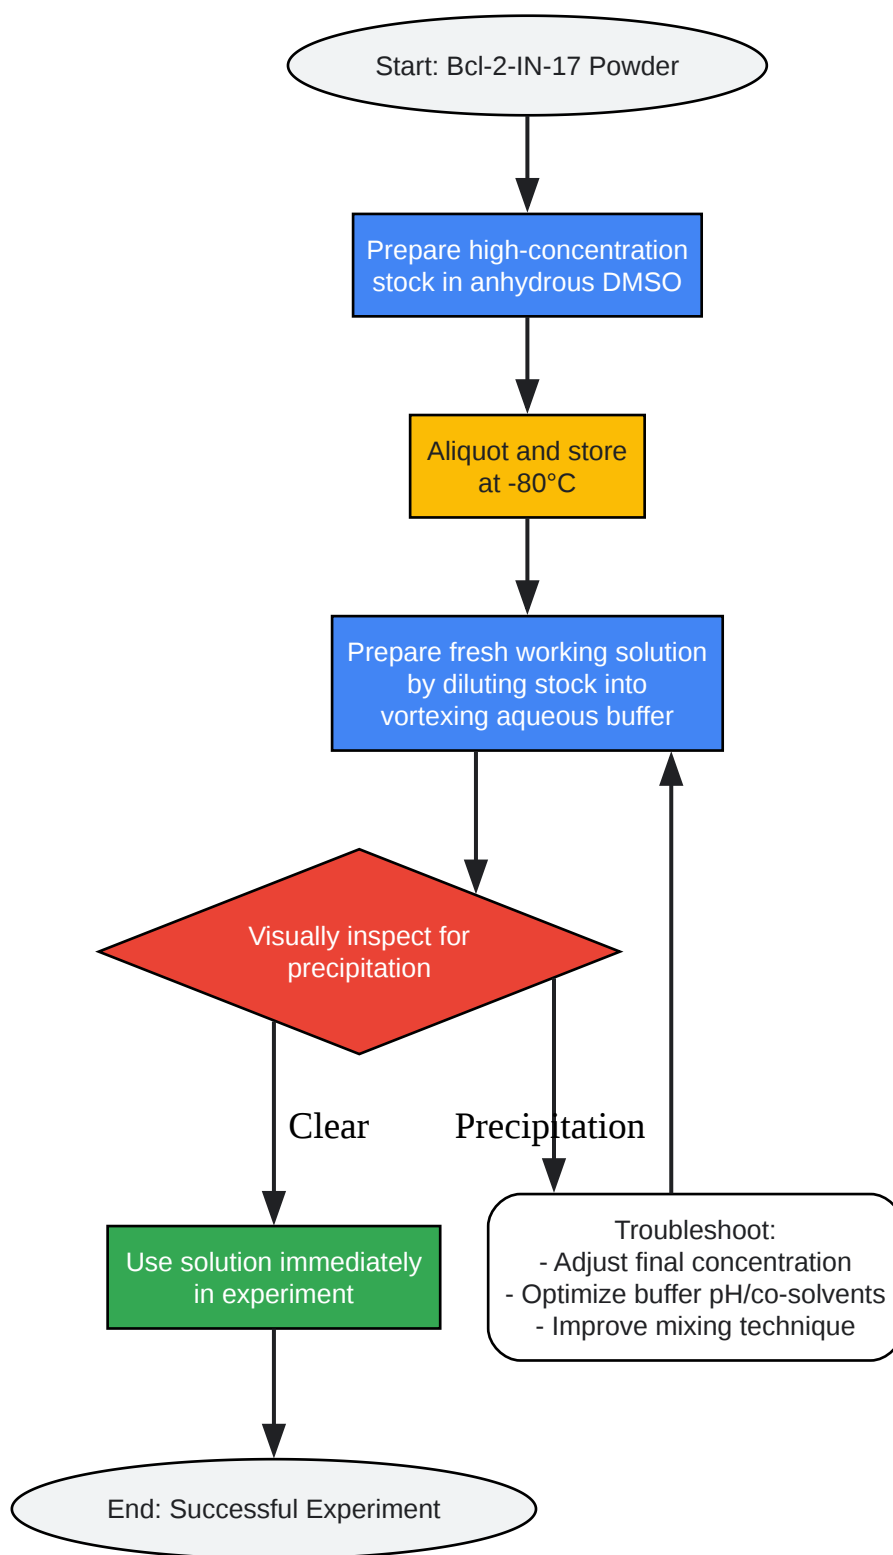 Start: Bcl-2-IN-17 Powder
Prepare high-concentration
stock in anhydrous DMSO
Aliquot and store
at -80°C
Prepare fresh working solution
by diluting stock into
vortexing aqueous buffer
Visually inspect for
precipitation
Clear
Precipitation
Use solution immediately
in experiment
Troubleshoot:
- Adjust final concentration
- Optimize buffer pH/co-solvents
- Improve mixing technique
End: Successful Experiment